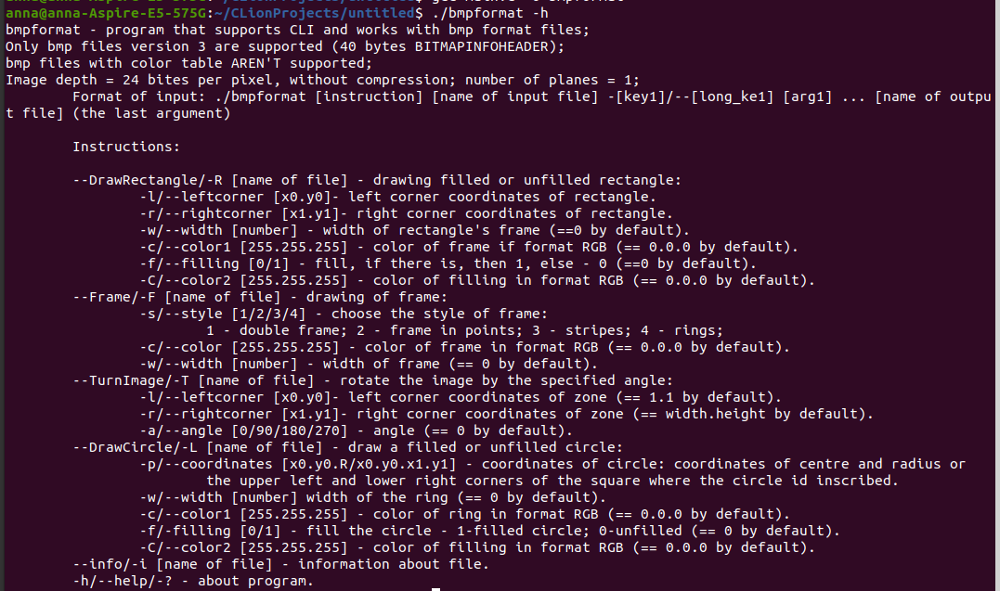 anna@anna-Aspire-E5-575G:~/CLionProjects/untitled$ ./bmpformat -h
bmpformat - program that supports CLI and works with bmp format files;
Only bmp files version 3 are supported (40 bytes BITMAPINFOHEADER);
bmp files with color table AREN'T supported;
Image depth = 24 bites per pixel, without compression; number of planes = 1;
Format of input: ./bmpformat [instruction] [name of input file] -[key1]/--[long_ke1] [arg1] ... [name of outpu
t file] (the last argument)
Instructions:
--DrawRectangle/-R [name of file] - drawing filled or unfilled rectangle:
-l/--leftcorner [x0.y0]- left corner coordinates of rectangle.
-r/--rightcorner [x1.y1]- right corner coordinates of rectangle.
-w/--width [number] - width of rectangle's frame (==0 by default).
-c/--color1 [255.255.255] - color of frame if format RGB (== 0.0.0 by default).
-f/--filling [0/1] - fill, if there is, then 1, else - 0 (==0 by default).
-C/--color2 [255.255.255] - color of filling in format RGB (== 0.0.0 by default).
--Frame/-F [name of file] - drawing of frame:
-s/--style [1/2/3/4] - choose the style of frame:
1 - double frame; 2 - frame in points; 3 - stripes; 4 - rings;
-c/--color [255.255.255] - color of frame in format RGB (== 0.0.0 by default).
-w/--width [number] - width of frame (== 0 by default).
--TurnImage/-T [name of file] - rotate the image by the specified angle:
-l/--leftcorner [x0.y0]- left corner coordinates of zone (== 1.1 by default).
-r/--rightcorner [x1.y1]- right corner coordinates of zone (== width.height by default).
-a/--angle [0/90/180/270] - angle (== 0 by default).
--DrawCircle/-L [name of file] - draw a filled or unfilled circle:
-p/--coordinates [x0.y0.R/x0.y0.x1.y1] - coordinates of circle: coordinates of centre and radius or
the upper left and lower right corners of the square where the circle id inscribed.
-w/--width [number] width of the ring (== 0 by default).
-c/--color1 [255.255.255] - color of ring in format RGB (== 0.0.0 by default).
-f/-filling [0/1] - fill the circle - 1-filled circle; 0-unfilled (== 0 by default).
-C/--color2 [255.255.255] - color of filling in format RGB (== 0.0.0 by default).
--info/-i [name of file] - information about file.
-h/--help/-? - about program.